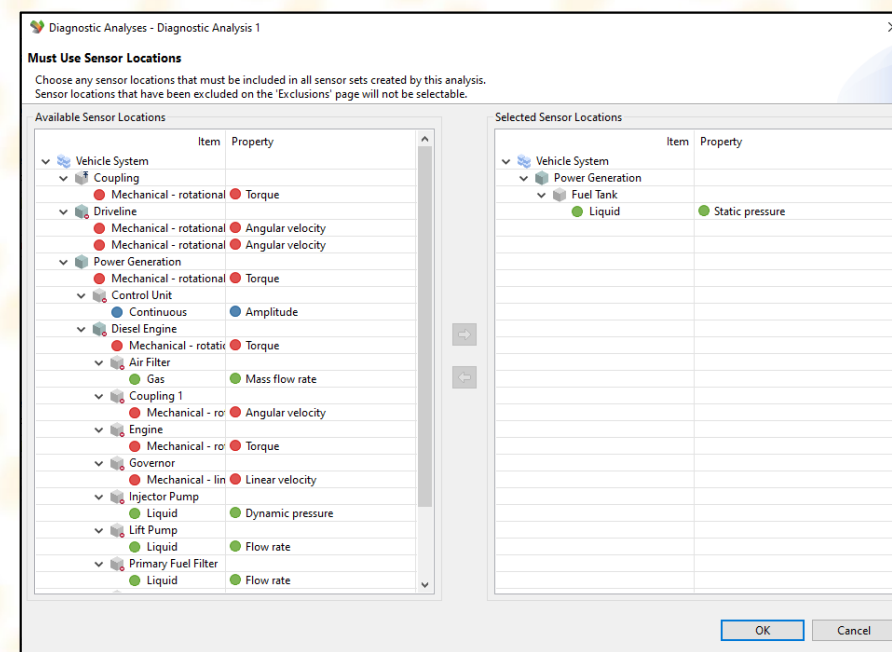 Diagnostic Analyses - Diagnostic Analysis 1
Must Use Sensor Locations
Choose any sensor locations that must be included in all sensor sets created by this analysis.
Sensor locations that have been excluded on the 'Exclusions' page will not be selectable.
Available Sensor Locations
Item Property
Vehicle System
Coupling
Mechanical - rotational Torque
Driveline
Mechanical - rotational Angular velocity
Mechanical - rotational Angular velocity
Power Generation
Mechanical - rotational Torque
Control Unit
Continuous Amplitude
Diesel Engine
Mechanical - rotatic Torque
Air Filter
Gas Mass flow rate
Coupling 1
Mechanical - ro Angular velocity
Engine
Mechanical - ro Torque
Governor
Mechanical - lin Linear velocity
Injector Pump
Liquid Dynamic pressure
Lift Pump
Liquid Flow rate
Primary Fuel Filter
Liquid Flow rate
Selected Sensor Locations
Item Property
Vehicle System
Power Generation
Fuel Tank
Liquid Static pressure
OK Cancel